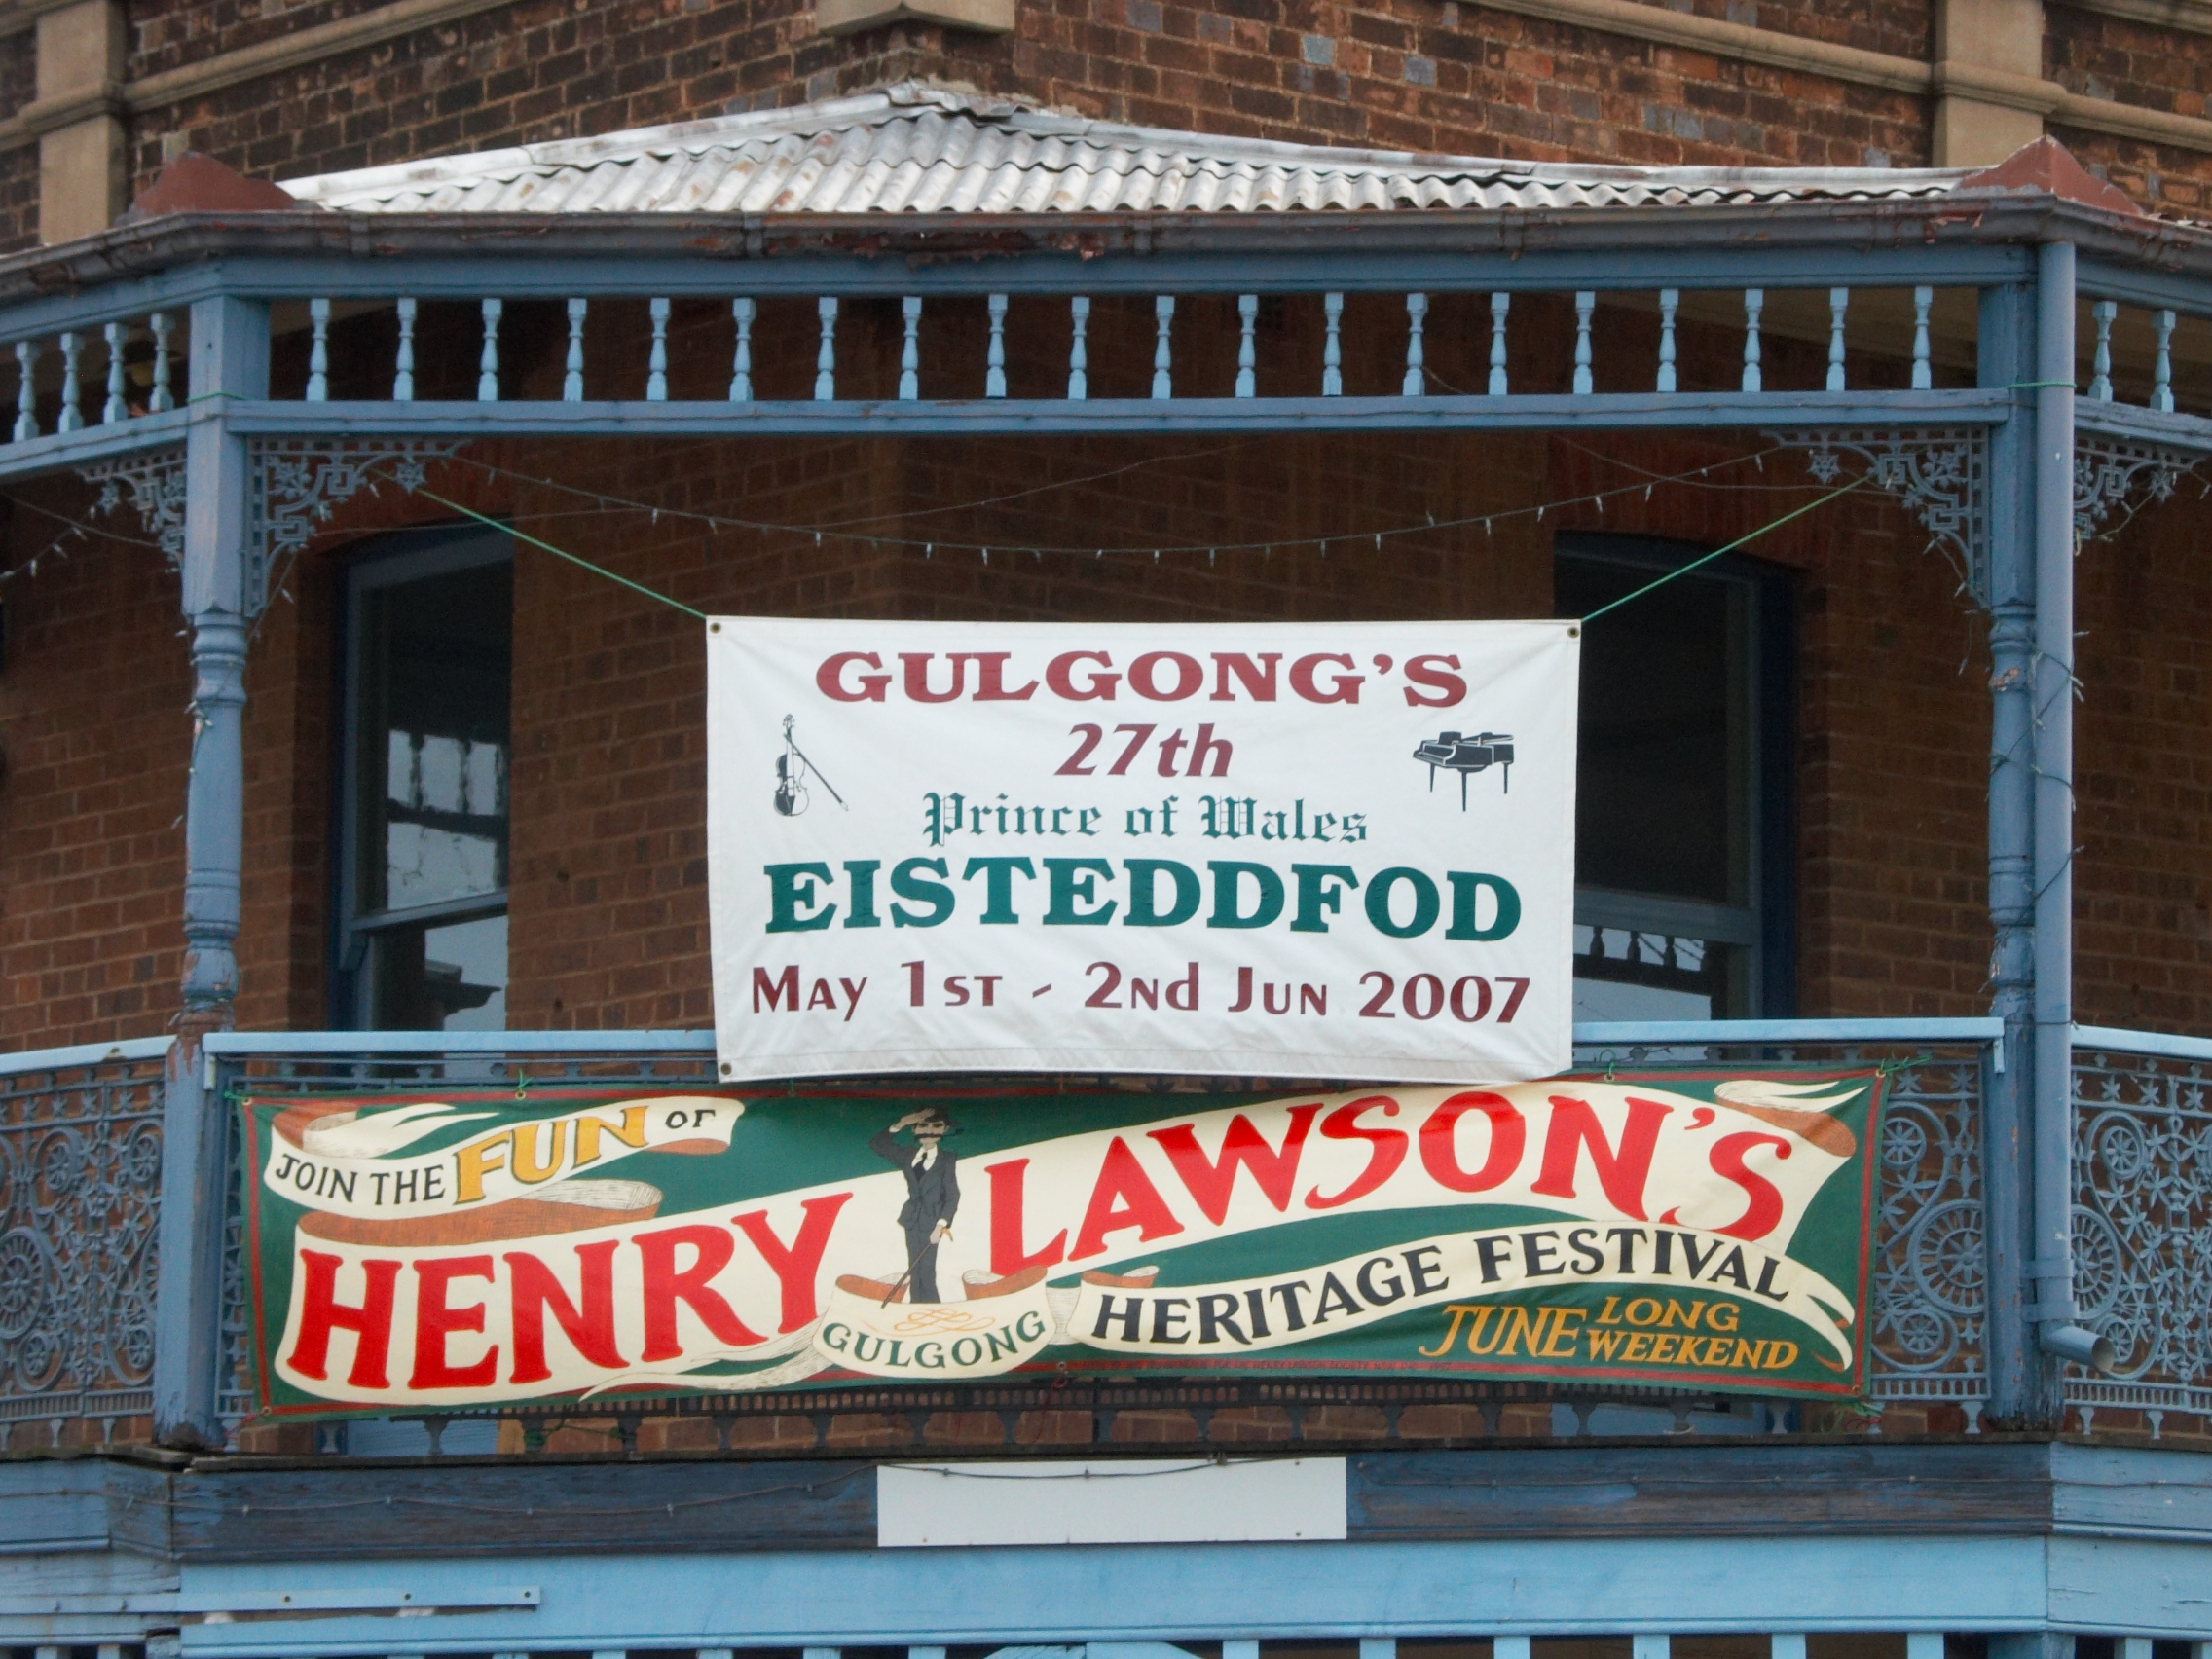 GULGONG'S
27th
Prince of Wales
EISTEDDFOD
May 1st - 2nd Jun 2007
JOIN THE FUN OF
HENRY LAWSON'S
GULGONG
HERITAGE FESTIVAL
JUNE LONG
WEEKEND